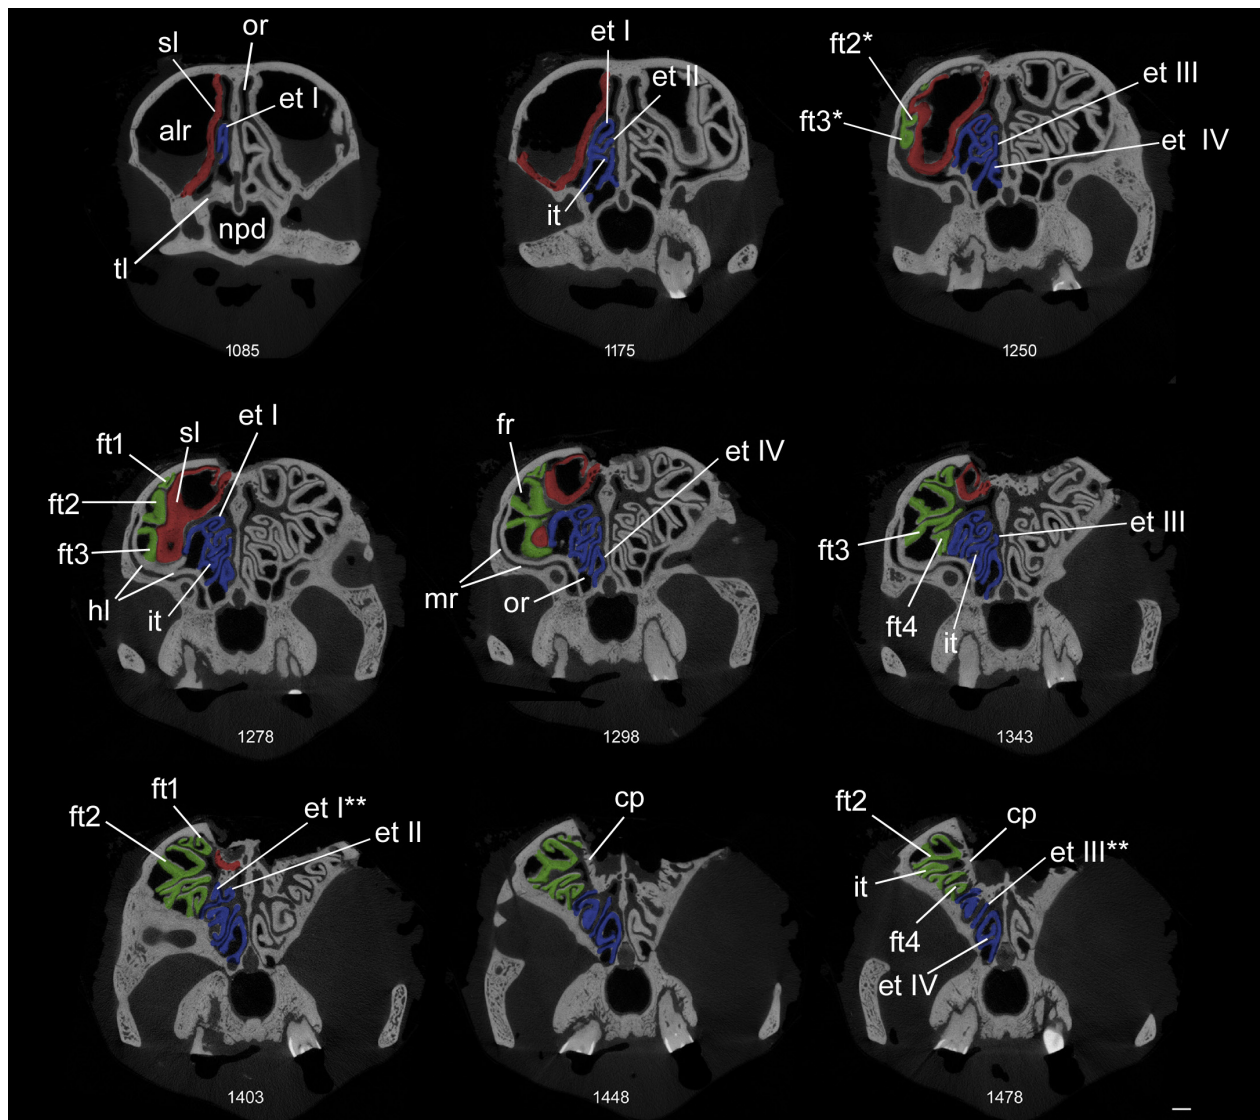 or
sl
et I
alr
npd
tl
1085
et I
et II
it
1175
ft2*
et III
ft3*
et IV
1250
et I
sl
ft1
ft2
ft3
hl
it
1278
fr
et IV
mr
or
1298
et III
ft3
ft4
it
1343
ft1
et I**
ft2
et II
1403
cp
1448
ft2
cp
et III**
it
ft4
et IV
1478